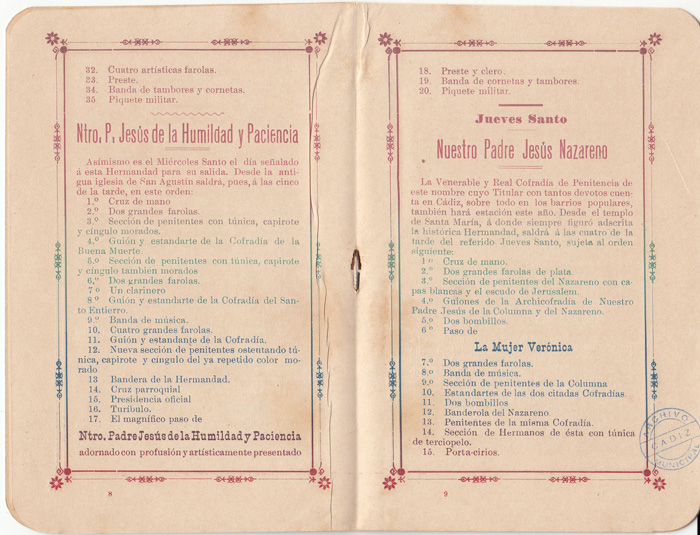 32. Cuatro artísticas farolas.
23. Preste.
34. Banda de tambores y cornetas.
35 Piquete militar.
Ntro. P. Jesús de la Humildad y Paciencia
Asímismo es el Miércoles Santo el día señalado
á esta Hermandad para su salida. Desde la anti-
gua iglesia de San Agustín saldrá, pues, á las cinco
de la tarde, en este orden:
1.º Cruz de mano
2.º Dos grandes farolas.
3.º Sección de penitentes con túnica, capirote
y cíngulo morados.
4.º Guión y estandarte de la Cofradía de la
Buena Muerte.
5.º Sección de penitentes con túnica, capirote
y cíngulo también morados
6.º Dos grandes farolas.
7 º Un clarinero
8 º Guión y estandarte de la Cofradía del San-
to Entierro.
9.º Banda de música.
10. Cuatro grandes farolas.
11. Guión y estandante de la Cofradía.
12. Nueva sección de penitentes ostentando tú-
nica, capirote y cíngulo del ya repetido color mo-
rado
13 Bandera de la Hermandad.
14. Cruz parroquial
15. Presidencia oficial
16. Turíbulo.
17. El magnífico paso de
Ntro. Padre Jesús de la Humildad y Paciencia
adornado con profusión y artísticamente presentado
8
18. Preste y clero.
19. Banda de cornetas y tambores.
20. Piquete militar.
Jueves Santo
Nuestro Padre Jesús Nazareno
La Venerable y Real Cofradía de Penitencia de
este nombre cuyo Titular con tantos devotos cuen-
ta en Cádiz, sobre todo en los barrios populares,
también hará estación este año. Desde el templo
de Santa María, á donde siempre figuró adscrita
la histórica Hermandad, saldrá á las cuatro de la
tarde del referido Jueves Santo, sujeta al orden
siguiente:
1 º Cruz de mano.
2.º Dos grandes farolas de plata
3.º Sección de penitentes del Nazareno con ca-
pas blancas y el escudo de Jerusalem.
4.º Guiones de la Archicofradía de Nuestro
Padre Jesús de la Columna y del Nazareno.
5.º Dos bombillos.
6 º Paso de
La Mujer Verónica
7.º Dos grandes farolas.
8.º Banda de música.
9.º Sección de penitentes de la Columna
10. Estandartes de las dos citadas Cofradías.
11. Dos bombillos
12. Banderola del Nazareno
13. Penitentes de la misma Cofradía.
14. Sección de Hermanos de ésta con túnica
de terciopelo.
15. Porta-cirios.
9
ARCHIVO
CADIZ
MUNICIPAL